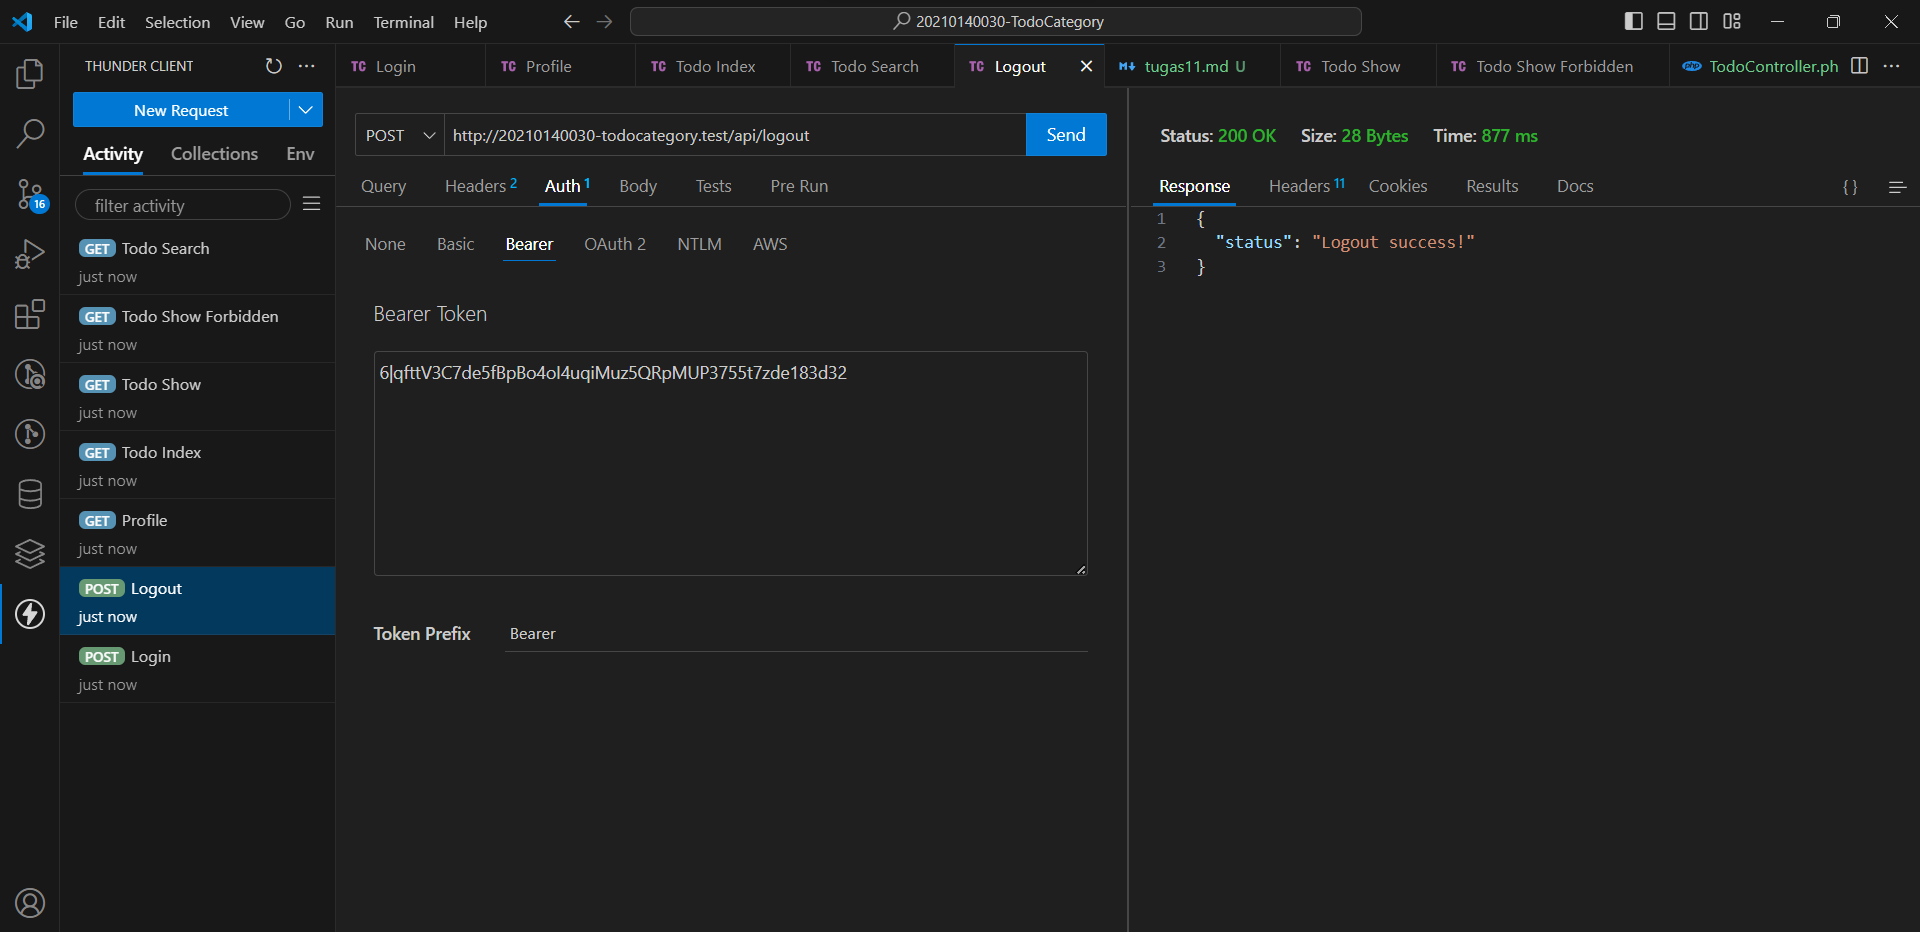 File Edit Selection View Go Run Terminal Help
20210140030-TodoCategory
THUNDER CLIENT
New Request
Activity Collections Env
filter activity
GET Todo Search
just now
GET Todo Show Forbidden
just now
GET Todo Show
just now
GET Todo Index
just now
GET Profile
just now
POST Logout
just now
POST Login
just now
16
TC Login
TC Profile
TC Todo Index
TC Todo Search
TC Logout
M tugas11.md U
TC Todo Show
TC Todo Show Forbidden
php TodoController.ph
POST http://20210140030-todocategory.test/api/logout Send
Query Headers 2 Auth 1 Body Tests Pre Run
None Basic Bearer OAuth 2 NTLM AWS
Bearer Token
6|qfttV3C7de5fBpBo4ol4uqiMuz5QRpMUP3755t7zde183d32
Token Prefix Bearer
Status: 200 OK Size: 28 Bytes Time: 877 ms
Response Headers 11 Cookies Results Docs { }
1 {
2 "status": "Logout success!"
3 }